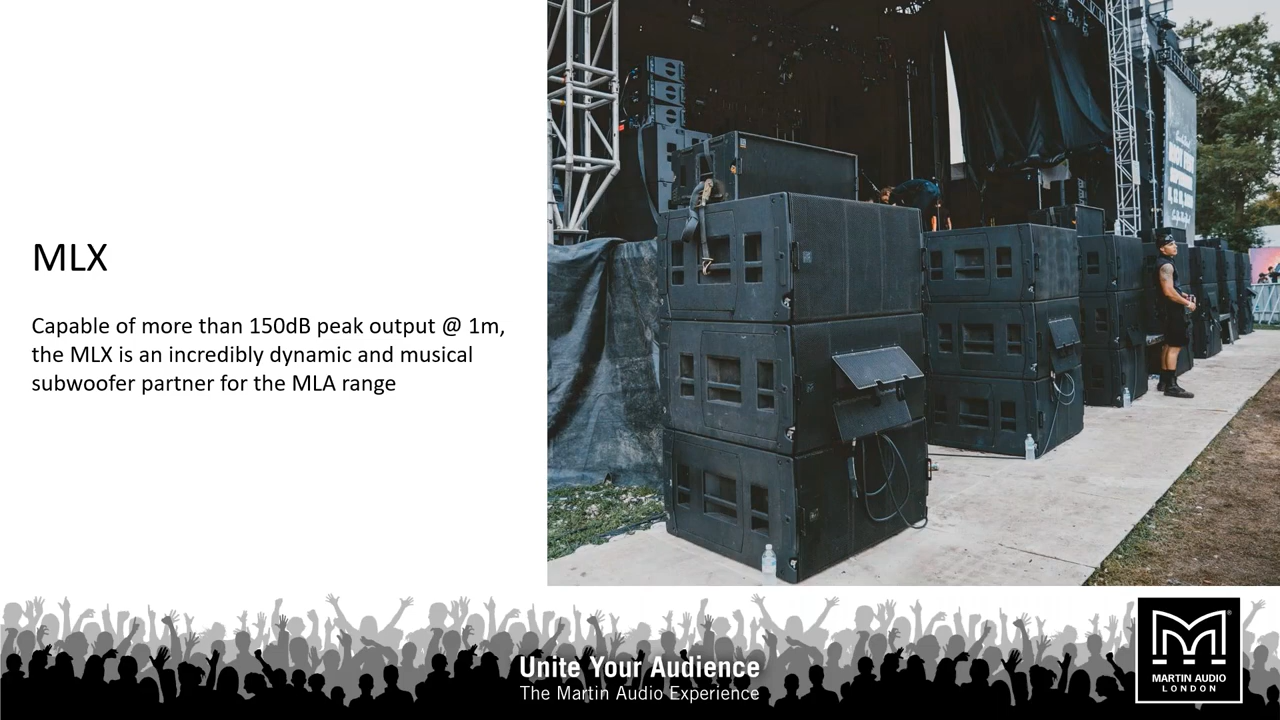 MLX
Capable of more than 150dB peak output @ 1m,
the MLX is an incredibly dynamic and musical
subwoofer partner for the MLA range
Unite Your Audience
The Martin Audio Experience
®
MARTIN AUDIO
LONDON